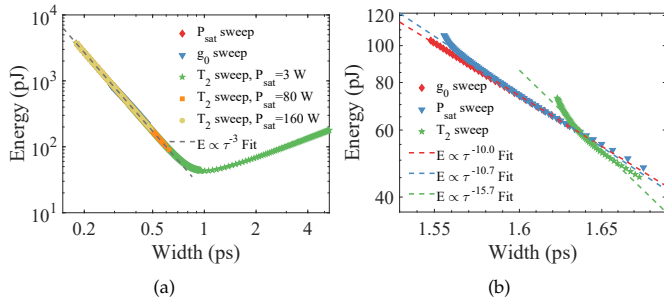 Energy (pJ)
10^4
10^3
10^2
10^1
P_sat sweep
g_0 sweep
T_2 sweep, P_sat=3 W
T_2 sweep, P_sat=80 W
T_2 sweep, P_sat=160 W
E ∝ τ^-3 Fit
0.2 0.5 1 2 4
Width (ps)
(a)
Energy (pJ)
120
100
80
60
40
g_0 sweep
P_sat sweep
T_2 sweep
E ∝ τ^-10.0 Fit
E ∝ τ^-10.7 Fit
E ∝ τ^-15.7 Fit
1.55 1.6 1.65
Width (ps)
(b)